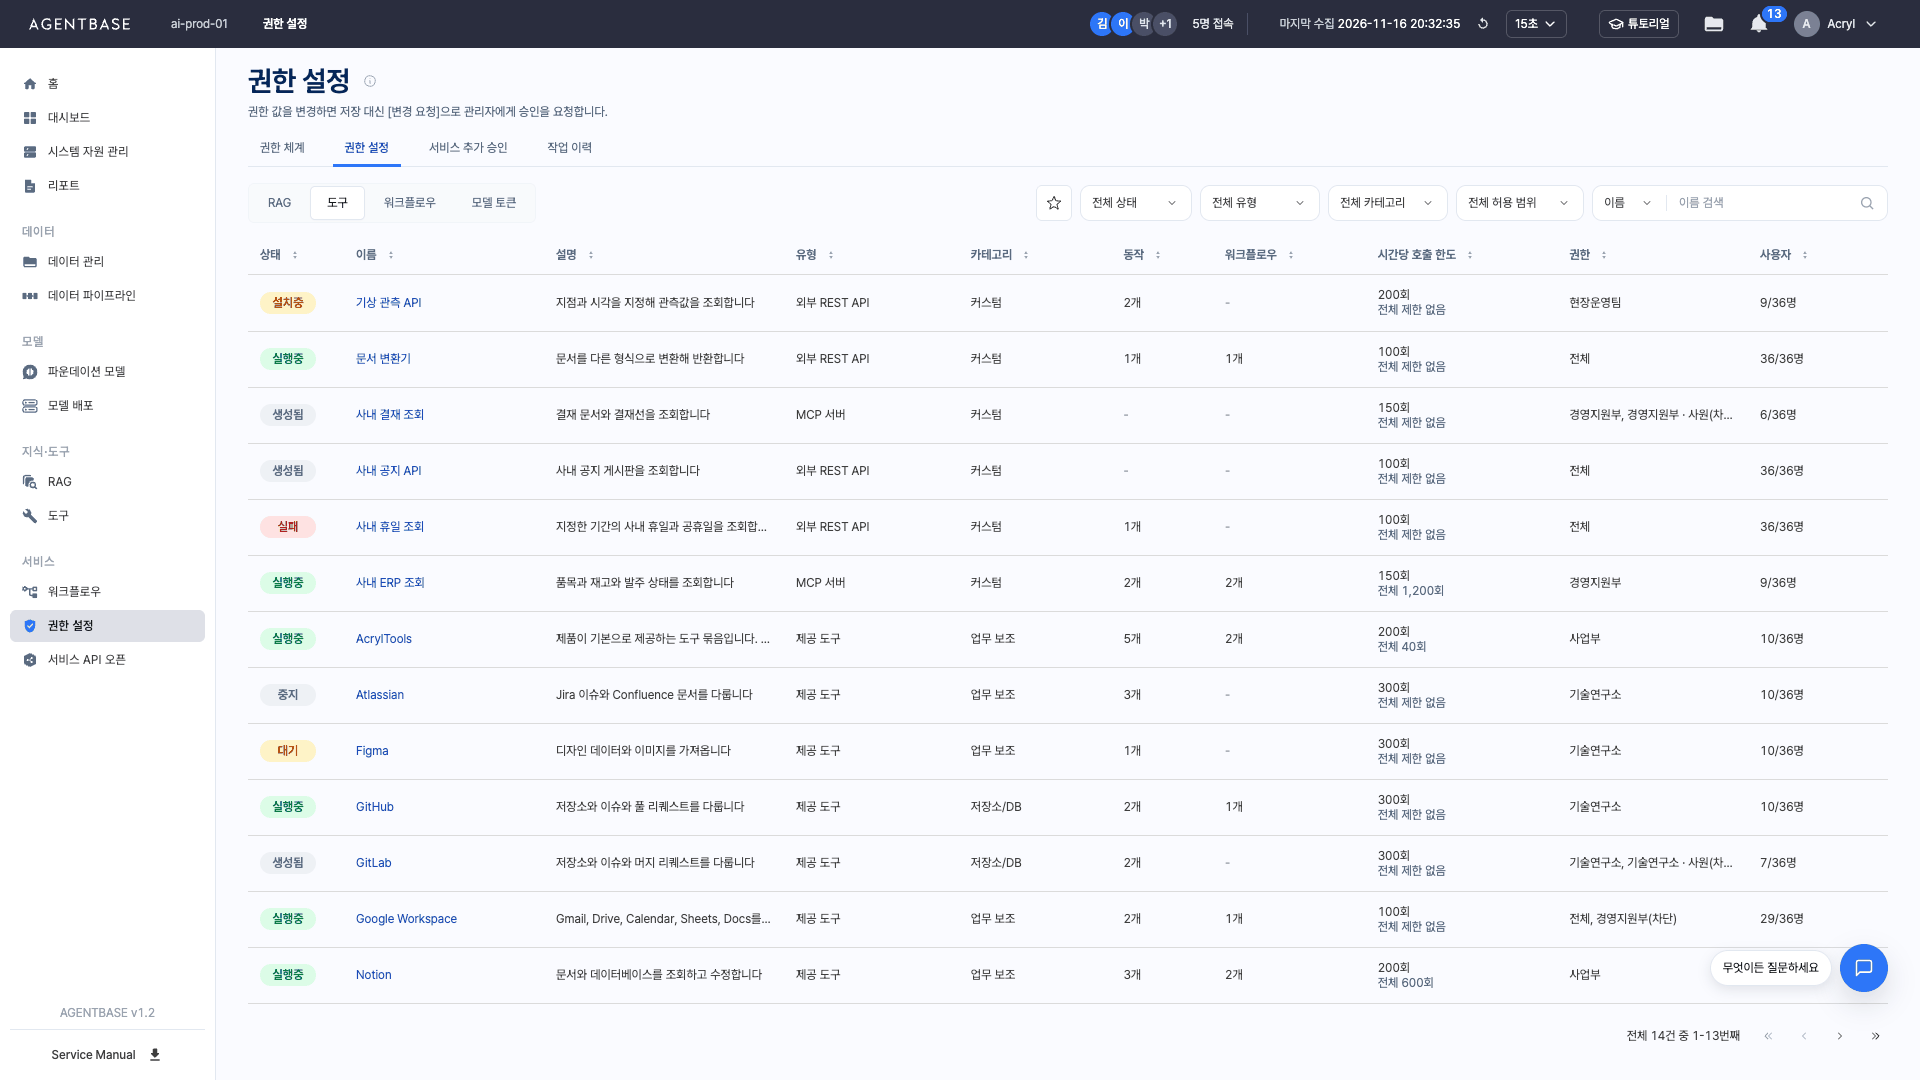 AGENTBASE
ai-prod-01
권한 설정
김 이 박 +1 5명 접속
마지막 수집 2026-11-16 20:32:35
15초
튜토리얼
13
A Acryl
홈
대시보드
시스템 자원 관리
리포트
데이터
데이터 관리
데이터 파이프라인
모델
파운데이션 모델
모델 배포
지식·도구
RAG
도구
서비스
워크플로우
권한 설정
서비스 API 오픈
AGENTBASE v1.2
Service Manual
권한 설정
권한 값을 변경하면 저장 대신 [변경 요청]으로 관리자에게 승인을 요청합니다.
권한 체계 권한 설정 서비스 추가 승인 작업 이력
RAG 도구 워크플로우 모델 토큰
전체 상태 전체 유형 전체 카테고리 전체 허용 범위 이름 이름 검색
상태 이름 설명 유형 카테고리 동작 워크플로우 시간당 호출 한도 권한 사용자
설치중 기상 관측 API 지점과 시각을 지정해 관측값을 조회합니다 외부 REST API 커스텀 2개 - 200회 현장운영팀 9/36명
전체 제한 없음
실행중 문서 변환기 문서를 다른 형식으로 변환해 반환합니다 외부 REST API 커스텀 1개 1개 100회 전체 36/36명
전체 제한 없음
생성됨 사내 결재 조회 결재 문서와 결재선을 조회합니다 MCP 서버 커스텀 - - 150회 경영지원부, 경영지원부 · 사원(차... 6/36명
전체 제한 없음
생성됨 사내 공지 API 사내 공지 게시판을 조회합니다 외부 REST API 커스텀 - - 100회 전체 36/36명
전체 제한 없음
실패 사내 휴일 조회 지정한 기간의 사내 휴일과 공휴일을 조회합... 외부 REST API 커스텀 1개 - 100회 전체 36/36명
전체 제한 없음
실행중 사내 ERP 조회 품목과 재고와 발주 상태를 조회합니다 MCP 서버 커스텀 2개 2개 150회 경영지원부 9/36명
전체 1,200회
실행중 AcrylTools 제품이 기본으로 제공하는 도구 묶음입니다. ... 제공 도구 업무 보조 5개 2개 200회 사업부 10/36명
전체 40회
중지 Atlassian Jira 이슈와 Confluence 문서를 다룹니다 제공 도구 업무 보조 3개 - 300회 기술연구소 10/36명
전체 제한 없음
대기 Figma 디자인 데이터와 이미지를 가져옵니다 제공 도구 업무 보조 1개 - 300회 기술연구소 10/36명
전체 제한 없음
실행중 GitHub 저장소와 이슈와 풀 리퀘스트를 다룹니다 제공 도구 저장소/DB 2개 1개 300회 기술연구소 10/36명
전체 제한 없음
생성됨 GitLab 저장소와 이슈와 머지 리퀘스트를 다룹니다 제공 도구 저장소/DB 2개 - 300회 기술연구소, 기술연구소 · 사원(차... 7/36명
전체 제한 없음
실행중 Google Workspace Gmail, Drive, Calendar, Sheets, Docs를... 제공 도구 업무 보조 2개 1개 100회 전체, 경영지원부(차단) 29/36명
전체 제한 없음
실행중 Notion 문서와 데이터베이스를 조회하고 수정합니다 제공 도구 업무 보조 3개 2개 200회 사업부
전체 600회
무엇이든 질문하세요
전체 14건 중 1-13번째